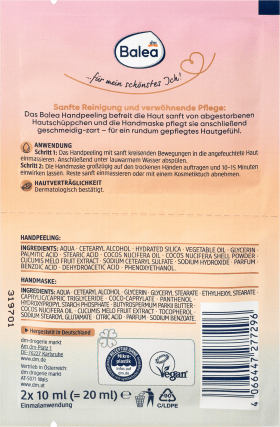 Balea
– für mein schönstes Ich!
Sanfte Reinigung und verwöhnende Pflege:
Das Balea Handpeeling befreit die Haut sanft von abgestorbenen
Hautschüppchen und die Handmaske pflegt sie anschließend
geschmeidig-zart – für ein rundum gepflegtes Hautgefühl.
ANWENDUNG
Schritt 1: Das Handpeeling mit sanft kreisenden Bewegungen in die angefeuchtete Haut
einmassieren. Anschließend unter lauwarmem Wasser abspülen.
Schritt 2: Die Handmaske großzügig auf den trockenen Händen auftragen und 10–15 Minuten
einwirken lassen. Reste sanft einmassieren oder mit einem Kosmetiktuch abnehmen.
HAUTVERTRÄGLICHKEIT
Dermatologisch bestätigt.
HANDPEELING:
INGREDIENTS: AQUA · CETEARYL ALCOHOL · HYDRATED SILICA · VEGETABLE OIL · GLYCERIN ·
PALMITIC ACID · STEARIC ACID · COCOS NUCIFERA OIL · COCOS NUCIFERA SHELL POWDER ·
CUCUMIS MELO FRUIT EXTRACT · SODIUM CETEARYL SULFATE · SODIUM HYDROXIDE · PARFUM ·
BENZOIC ACID · DEHYDROACETIC ACID · PHENOXYETHANOL.
HANDMASKE:
INGREDIENTS: AQUA · CETEARYL ALCOHOL · GLYCERIN · GLYCERYL STEARATE · ETHYLHEXYL STEARATE ·
CAPRYLIC/CAPRIC TRIGLYCERIDE · COCO-CAPRYLATE · PANTHENOL ·
HYDROXYPROPYL STARCH PHOSPHATE · BUTYROSPERMUM PARKII BUTTER ·
COCOS NUCIFERA OIL · CUCUMIS MELO FRUIT EXTRACT · TOCOPHEROL ·
SODIUM STEAROYL GLUTAMATE · CITRIC ACID · PARFUM · SODIUM BENZOATE.
319701
Hergestellt in Deutschland
dm-drogerie markt
Am dm-Platz 1
DE-76227 Karlsruhe
www.dm.de
Vertrieb in Österreich:
dm drogerie markt
AT-5071 Wals
www.dm.at
Mikro-
plastik
Vegan
2x 10 ml (= 20 ml)
Einmalanwendung
90
C/LDPE
4 066447 277296